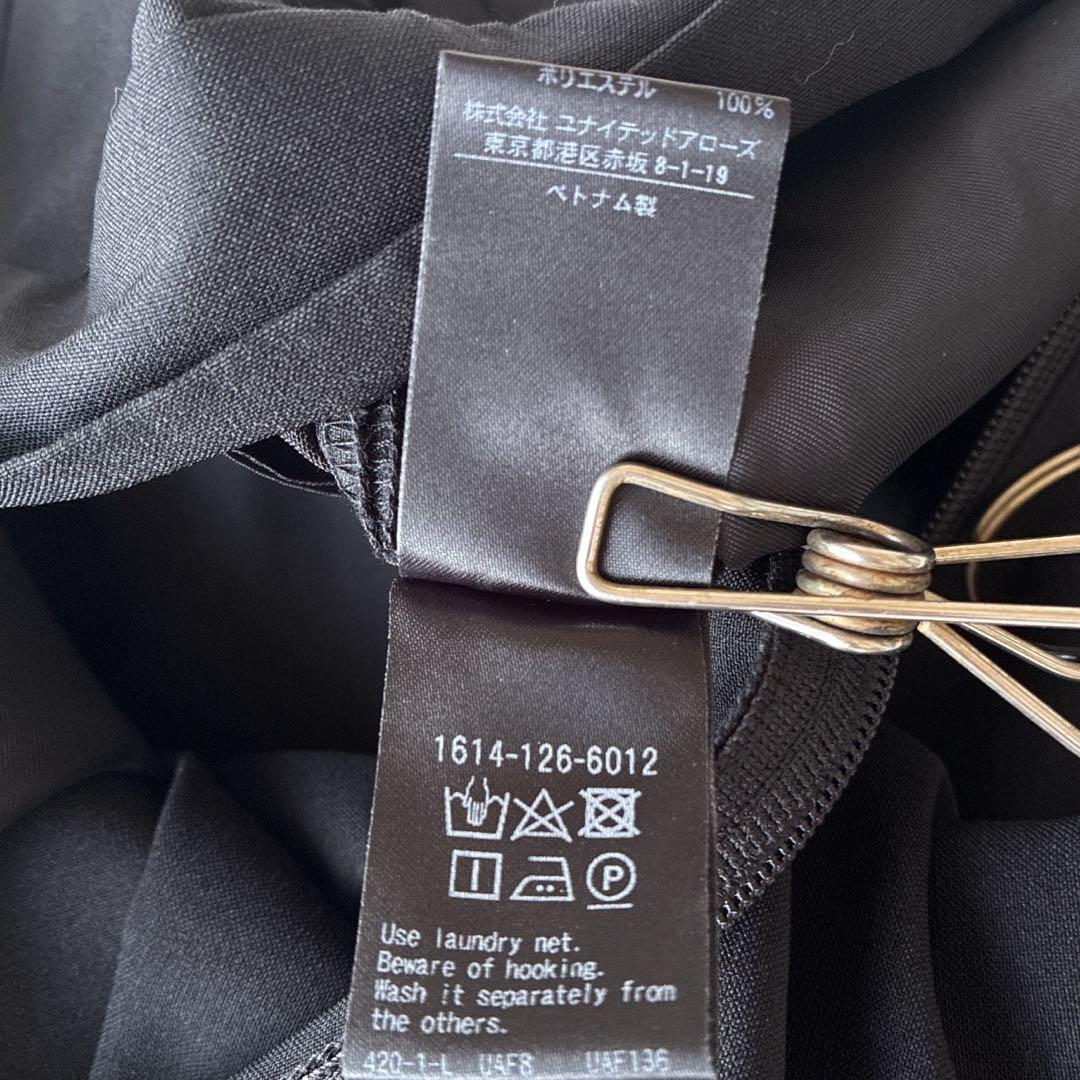 ポリエステル 100%
株式会社 ユナイテッドアローズ
東京都港区赤坂 8-1-19
ベトナム製
1614-126-6012
P
Use laundry net.
Beware of hooking.
Wash it separately from
the others.
420-1-L UAF8 UAF136